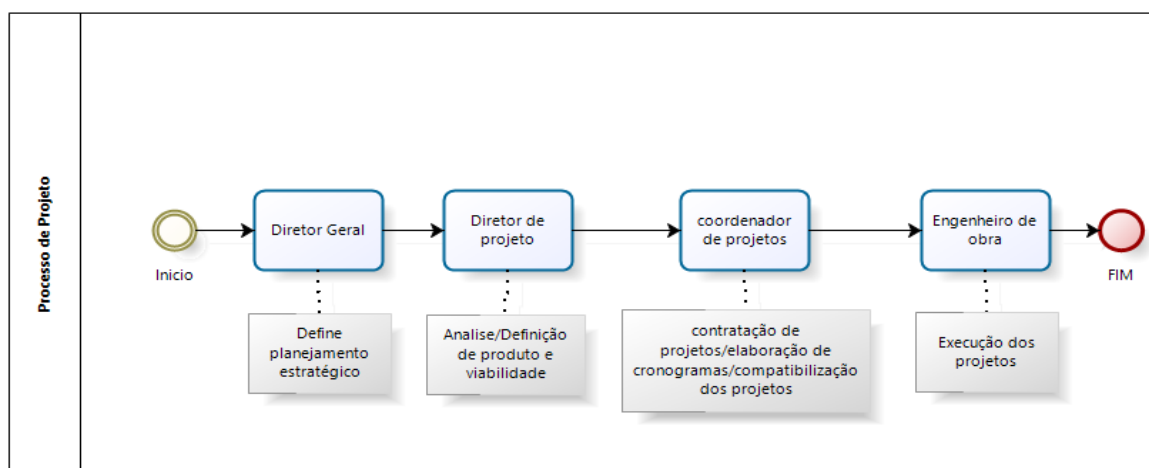 Processo de Projeto
Inicio
Diretor Geral
Diretor de
projeto
coordenador
de projetos
Engenheiro de
obra
FIM
Define
planejamento
estratégico
Analise/Definição
de produto e
viabilidade
contratação de
projetos/elaboração de
cronogramas/compatibilização
dos projetos
Execução dos
projetos